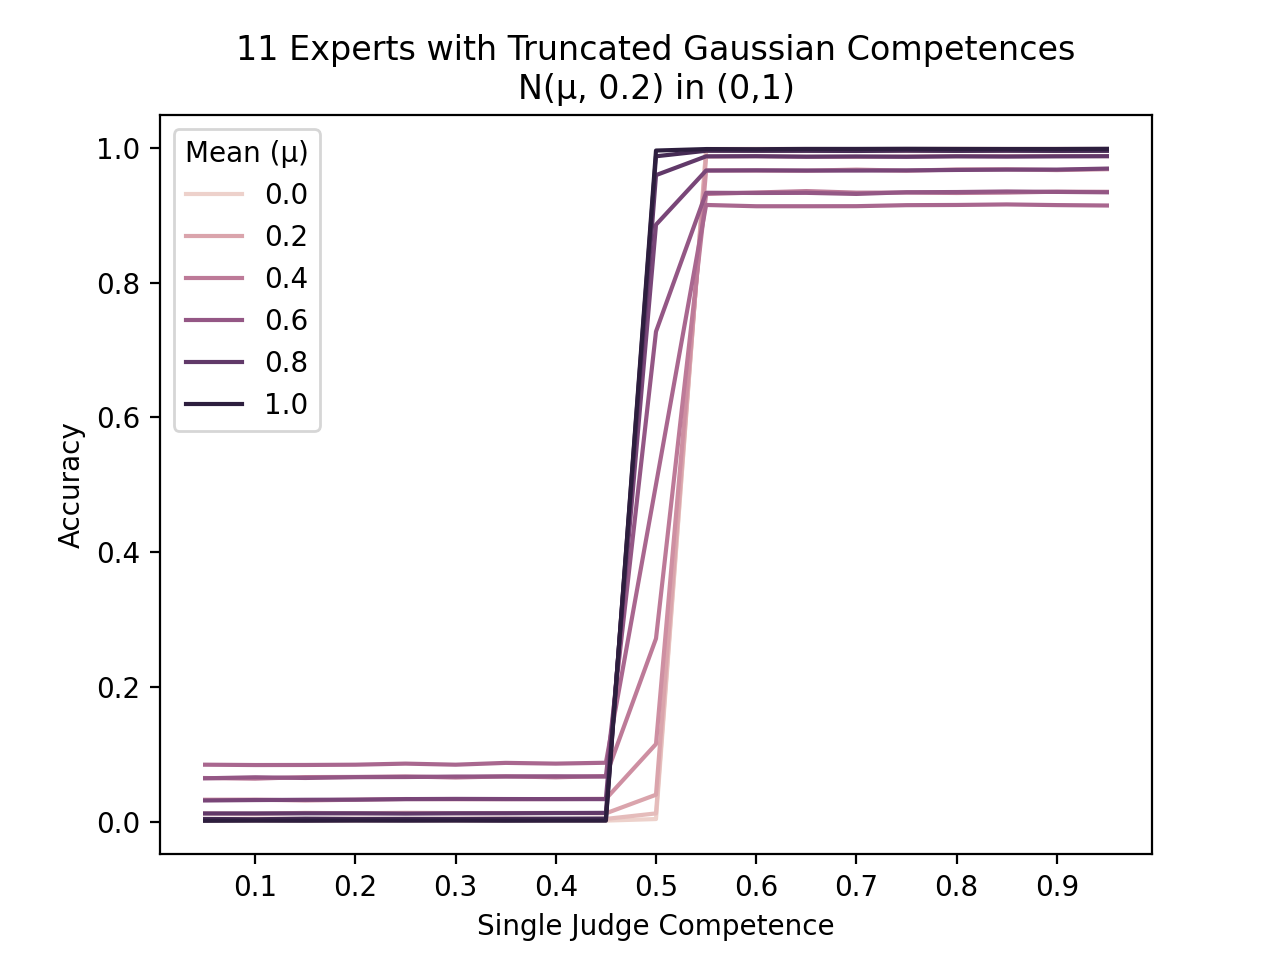 11 Experts with Truncated Gaussian Competences
N(μ, 0.2) in (0,1)
Mean (μ)
0.0
0.2
0.4
0.6
0.8
1.0
Accuracy
1.0
0.8
0.6
0.4
0.2
0.0
0.1 0.2 0.3 0.4 0.5 0.6 0.7 0.8 0.9
Single Judge Competence